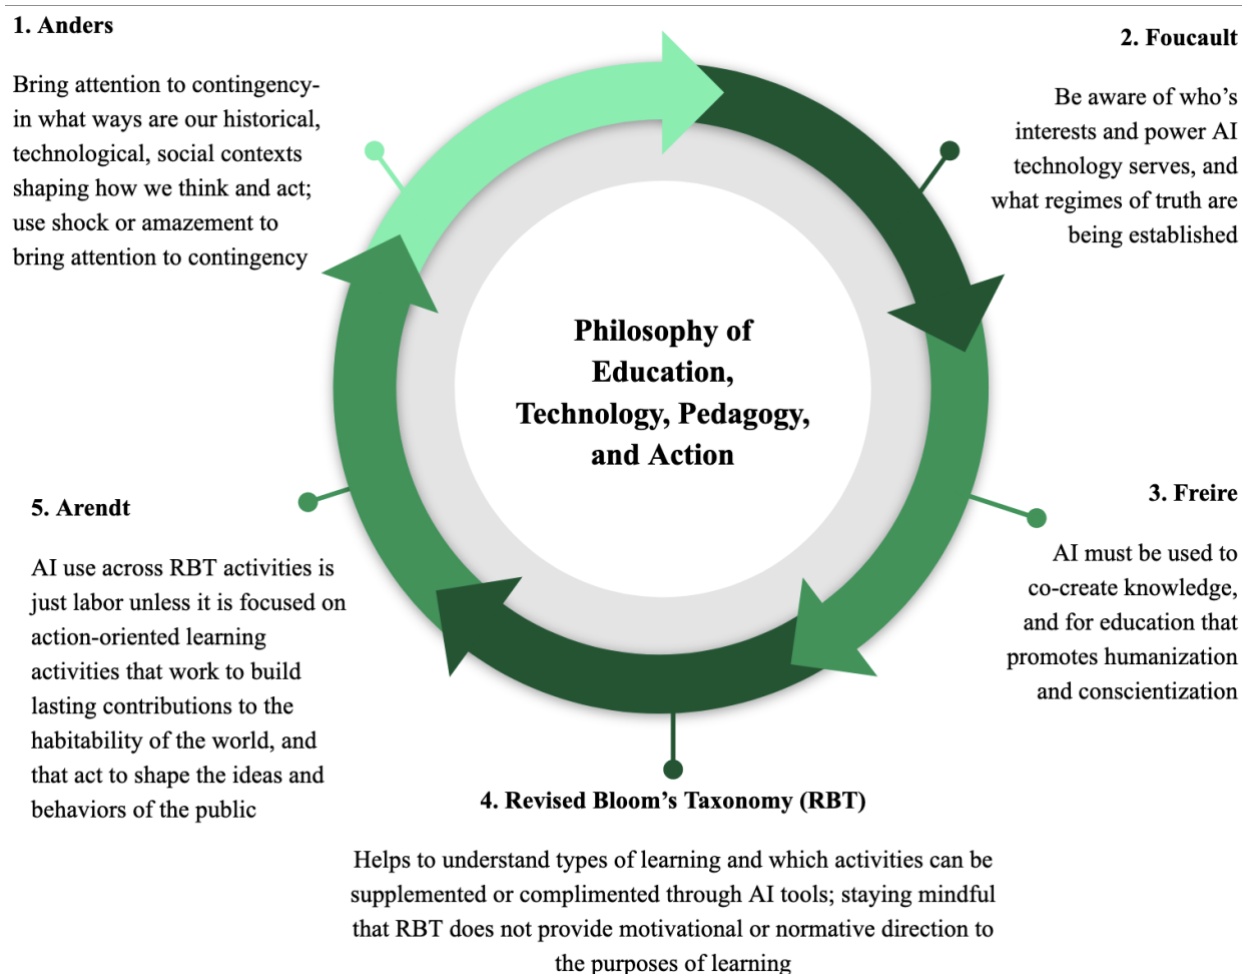 1. Anders
Bring attention to contingency-
in what ways are our historical,
technological, social contexts
shaping how we think and act;
use shock or amazement to
bring attention to contingency
2. Foucault
Be aware of who’s
interests and power AI
technology serves, and
what regimes of truth are
being established
Philosophy of
Education,
Technology, Pedagogy,
and Action
3. Freire
AI must be used to
co-create knowledge,
and for education that
promotes humanization
and conscientization
4. Revised Bloom’s Taxonomy (RBT)
Helps to understand types of learning and which activities can be
supplemented or complimented through AI tools; staying mindful
that RBT does not provide motivational or normative direction to
the purposes of learning
5. Arendt
AI use across RBT activities is
just labor unless it is focused on
action-oriented learning
activities that work to build
lasting contributions to the
habitability of the world, and
that act to shape the ideas and
behaviors of the public